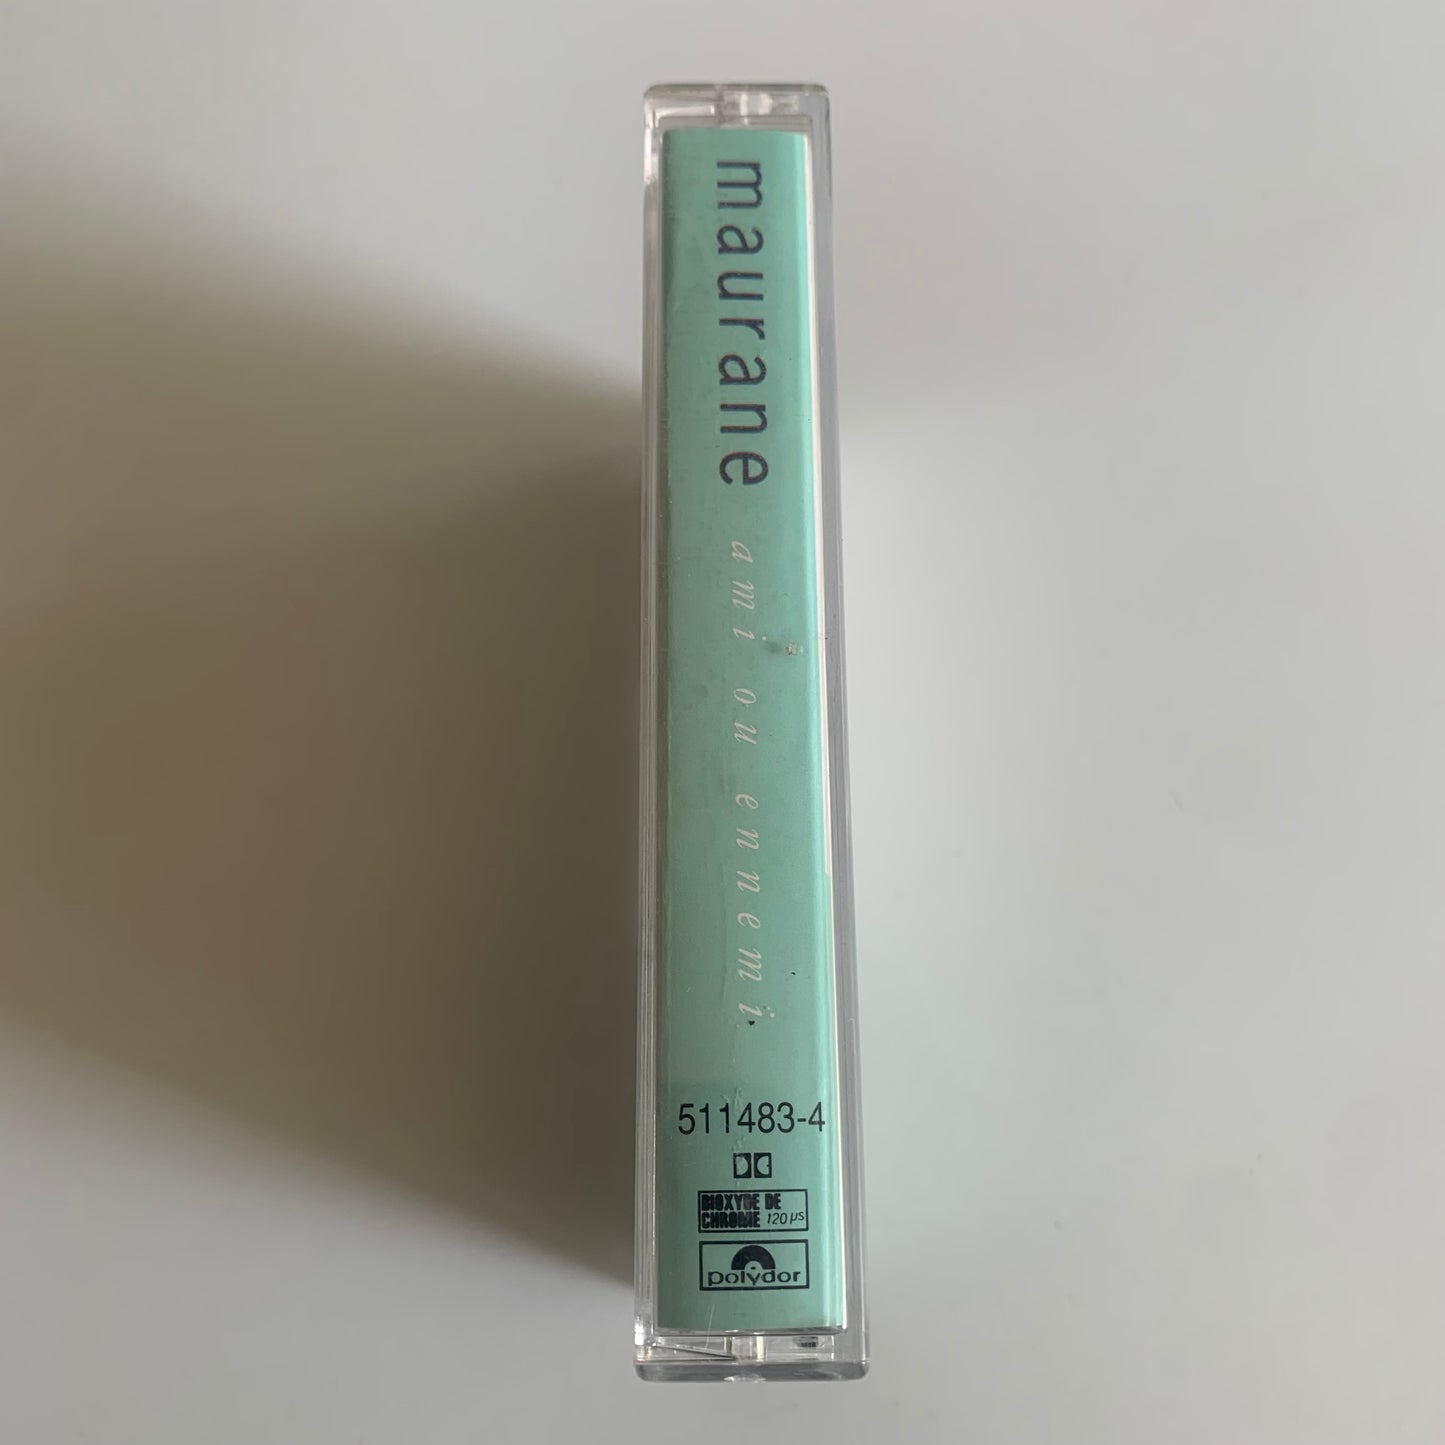 maurane ami ou ennemi
511483-4
BIOXYDE DE
CHROME 120 µs
polydor